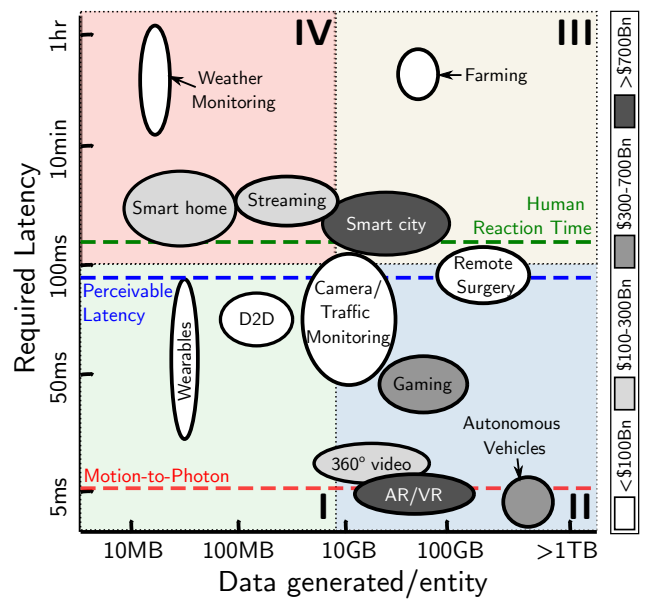 IV
III
Weather
Monitoring
Farming
Smart home
Streaming
Smart city
Human
Reaction Time
Perceivable
Latency
Remote
Surgery
Camera/
Traffic
Monitoring
D2D
Wearables
Gaming
Autonomous
Vehicles
360° video
Motion-to-Photon
AR/VR
I
II
Required Latency
1hr
10min
100ms
50ms
5ms
10MB
100MB
10GB
100GB
>1TB
Data generated/entity
>$700Bn
$300-700Bn
$100-300Bn
<$100Bn